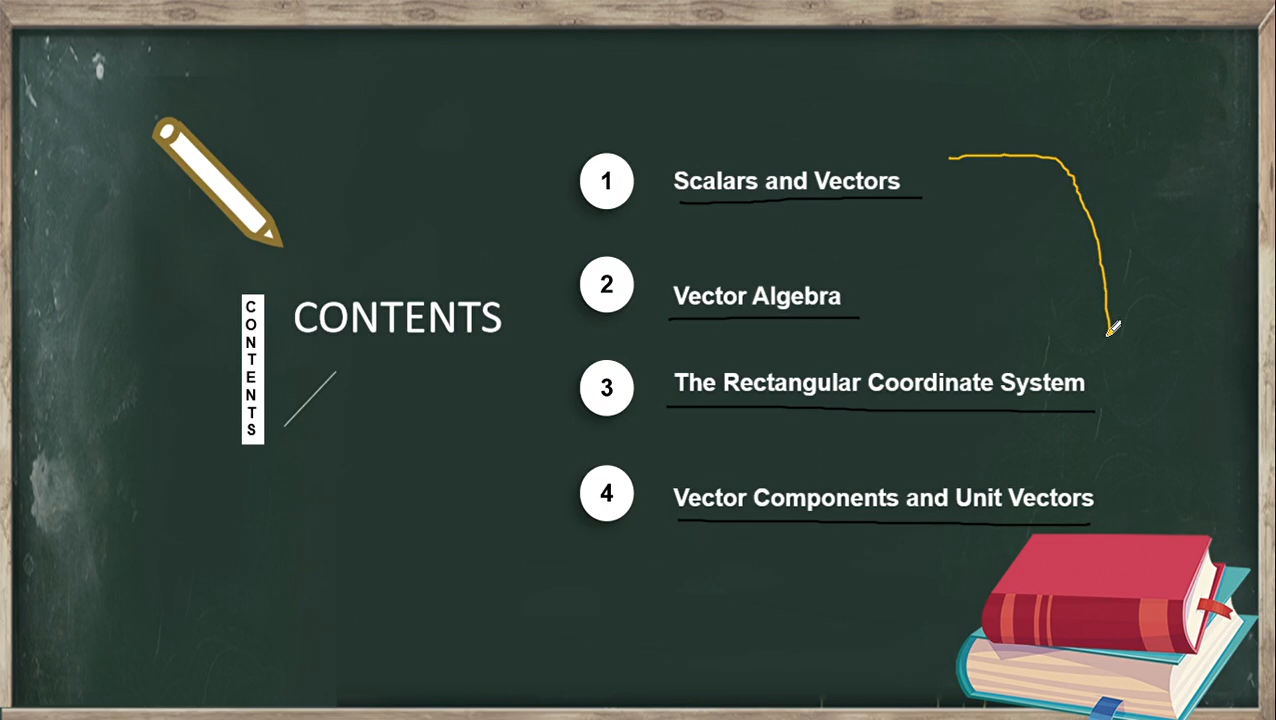 CONTENTS
CONTENTS
1 Scalars and Vectors
2 Vector Algebra
3 The Rectangular Coordinate System
4 Vector Components and Unit Vectors